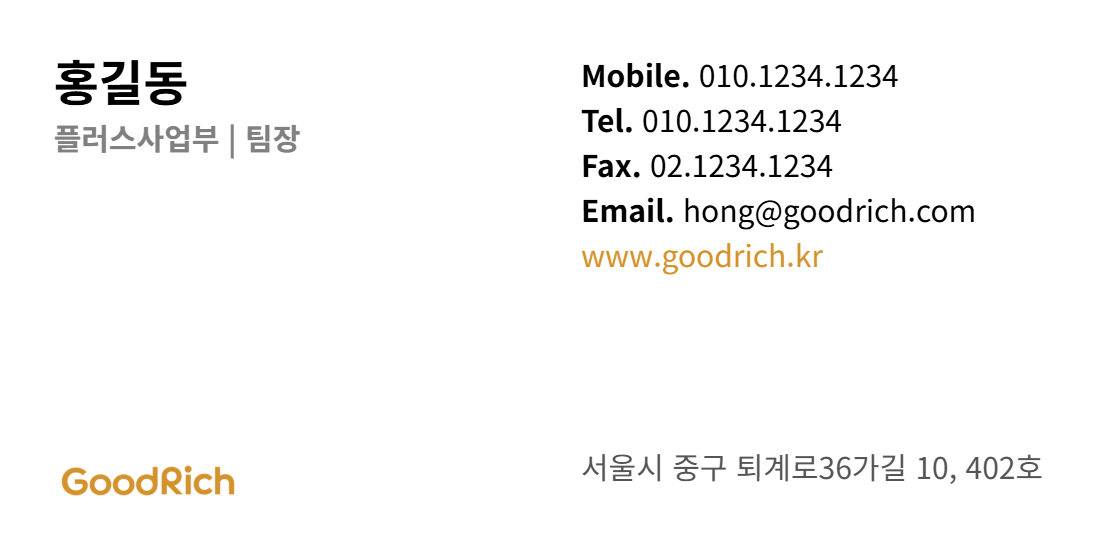 홍길동
플러스사업부 | 팀장
Mobile. 010.1234.1234
Tel. 010.1234.1234
Fax. 02.1234.1234
Email. hong@goodrich.com
www.goodrich.kr
GoodRich
서울시 중구 퇴계로36가길 10, 402호